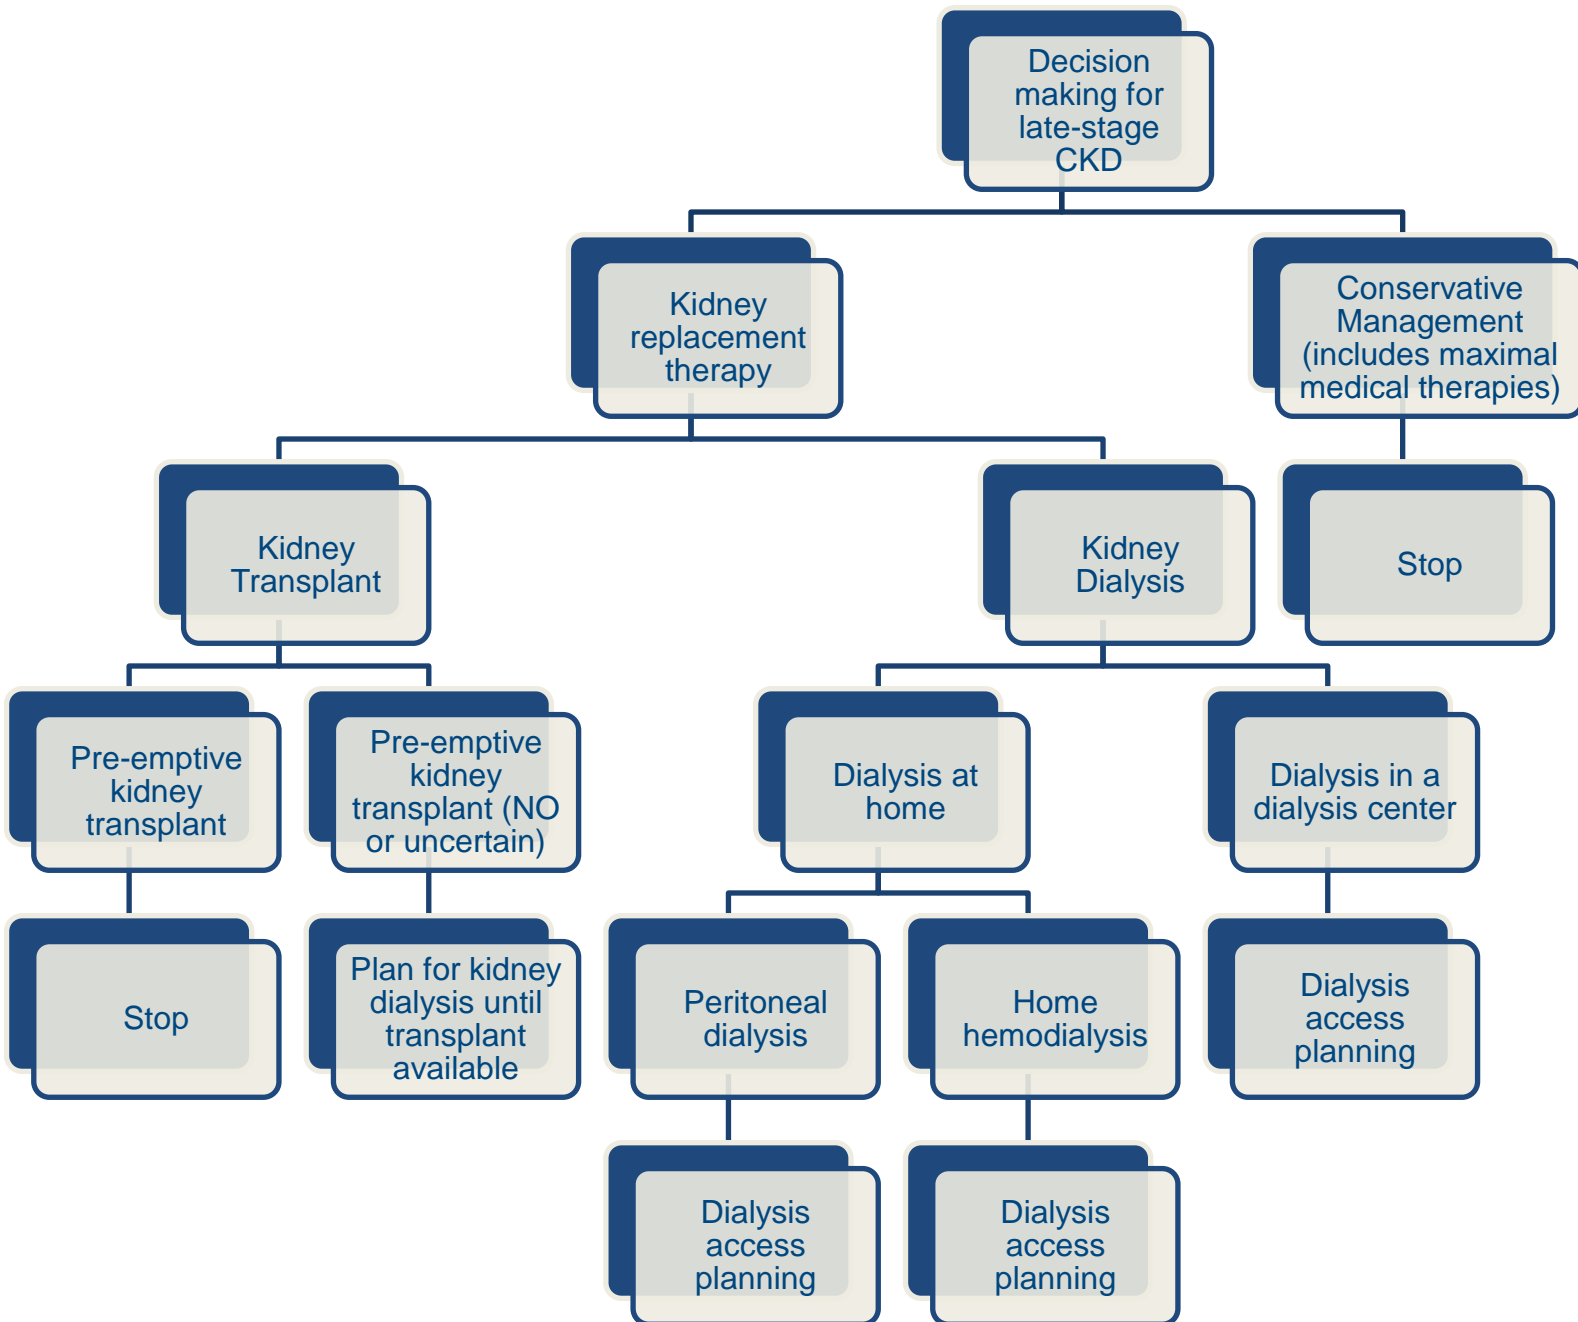 Decision
making for
late-stage
CKD
Kidney
replacement
therapy
Conservative
Management
(includes maximal
medical therapies)
Kidney
Transplant
Kidney
Dialysis
Stop
Pre-emptive
kidney
transplant
Pre-emptive
kidney
transplant (NO
or uncertain)
Dialysis at
home
Dialysis in a
dialysis center
Stop
Plan for kidney
dialysis until
transplant
available
Peritoneal
dialysis
Home
hemodialysis
Dialysis
access
planning
Dialysis
access
planning
Dialysis
access
planning